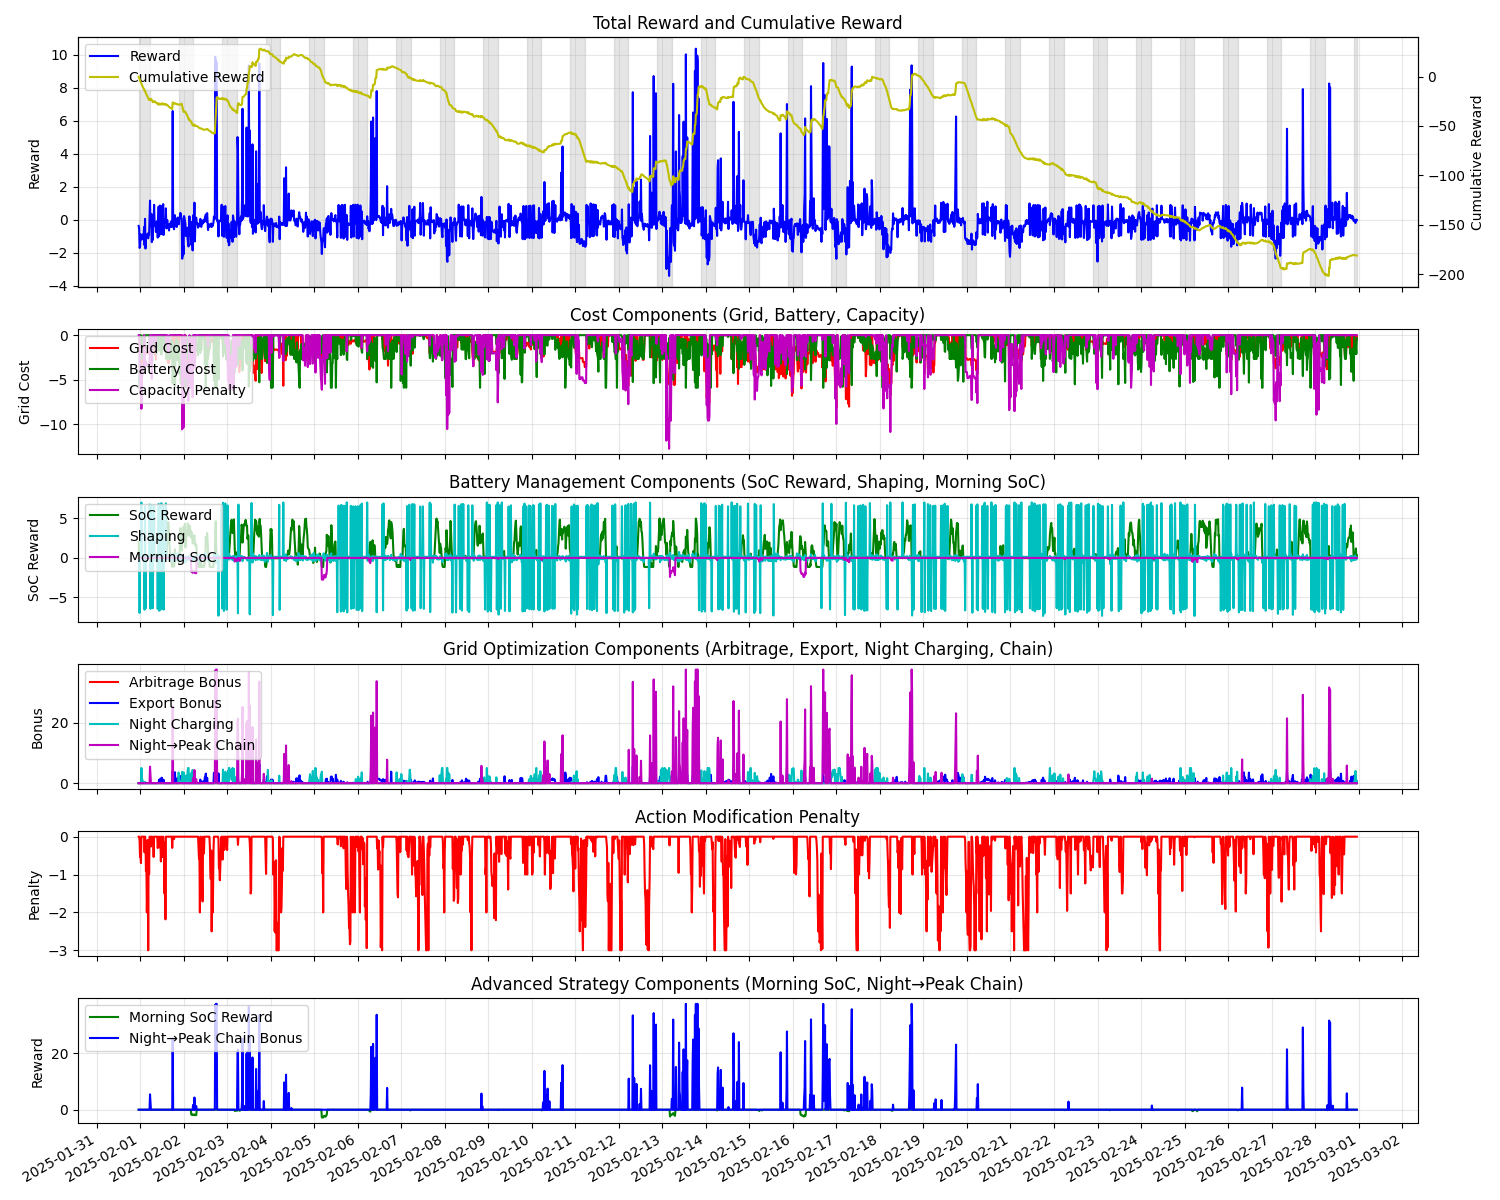 Total Reward and Cumulative Reward
Reward
Cumulative Reward
10
8
6
4
2
0
−2
−4
Reward
0
−50
−100
−150
−200
Cumulative Reward
Cost Components (Grid, Battery, Capacity)
Grid Cost
Battery Cost
Capacity Penalty
0
−5
−10
Grid Cost
Battery Management Components (SoC Reward, Shaping, Morning SoC)
SoC Reward
Shaping
Morning SoC
5
0
−5
SoC Reward
Grid Optimization Components (Arbitrage, Export, Night Charging, Chain)
Arbitrage Bonus
Export Bonus
Night Charging
Night→Peak Chain
20
0
Bonus
Action Modification Penalty
0
−1
−2
−3
Penalty
Advanced Strategy Components (Morning SoC, Night→Peak Chain)
Morning SoC Reward
Night→Peak Chain Bonus
20
0
Reward
2025-01-31
2025-02-01
2025-02-02
2025-02-03
2025-02-04
2025-02-05
2025-02-06
2025-02-07
2025-02-08
2025-02-09
2025-02-10
2025-02-11
2025-02-12
2025-02-13
2025-02-14
2025-02-15
2025-02-16
2025-02-17
2025-02-18
2025-02-19
2025-02-20
2025-02-21
2025-02-22
2025-02-23
2025-02-24
2025-02-25
2025-02-26
2025-02-27
2025-02-28
2025-03-01
2025-03-02